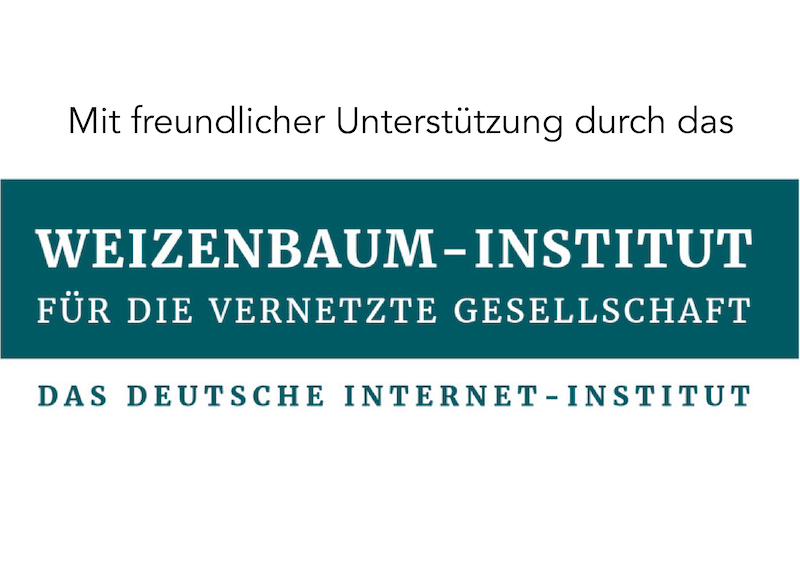 Mit freundlicher Unterstützung durch das
WEIZENBAUM-INSTITUT
FÜR DIE VERNETZTE GESELLSCHAFT
DAS DEUTSCHE INTERNET-INSTITUT